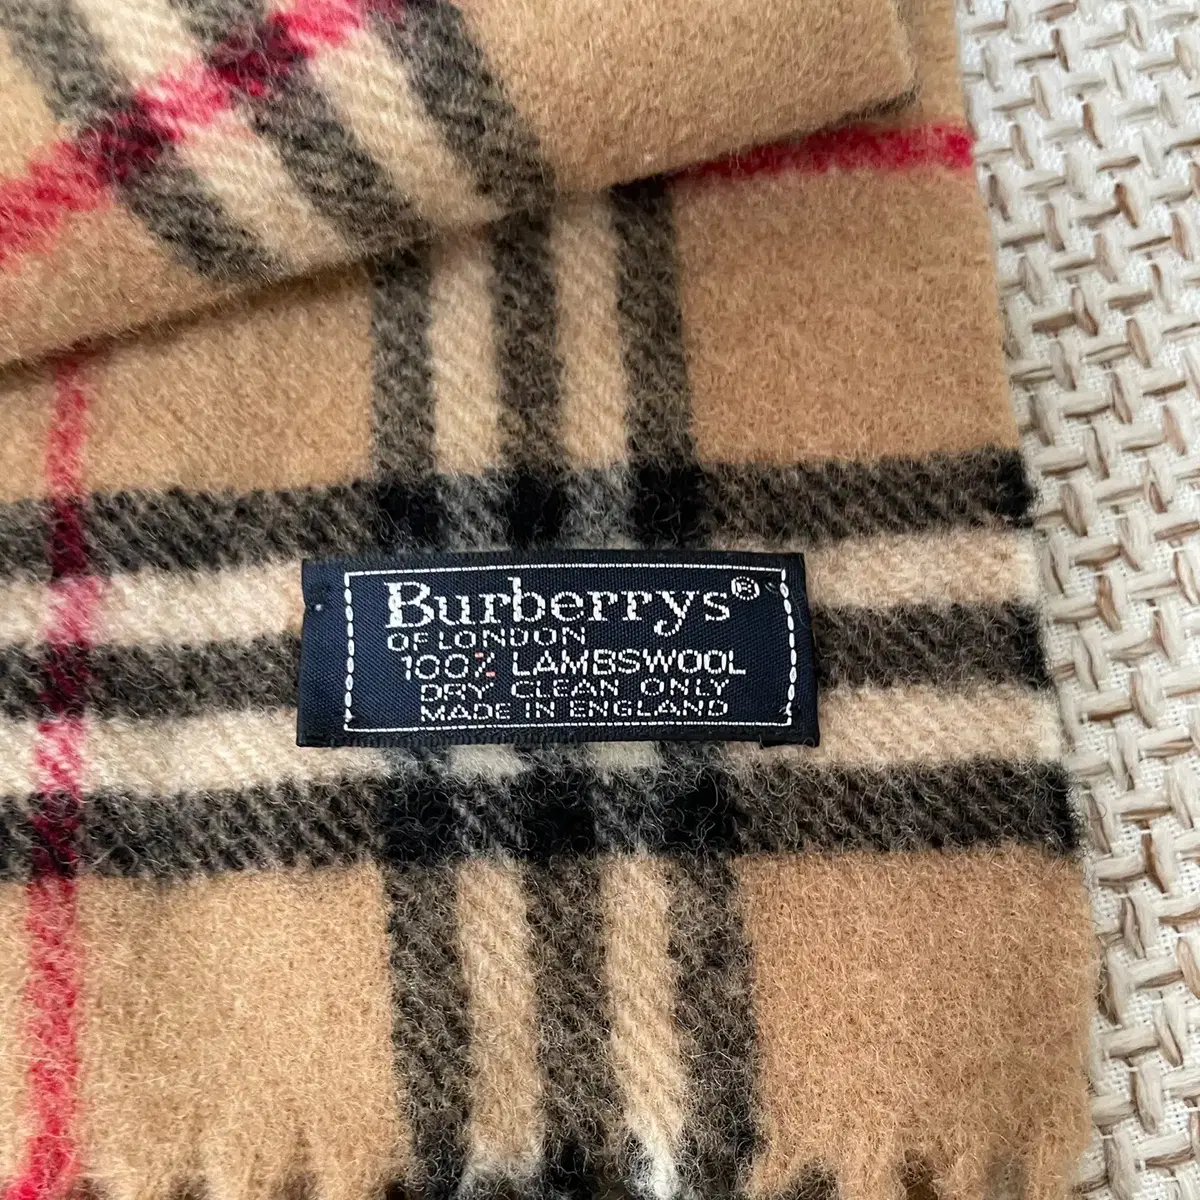 Burberrys®
OF LONDON
100% LAMBSWOOL
DRY CLEAN ONLY
MADE IN ENGLAND